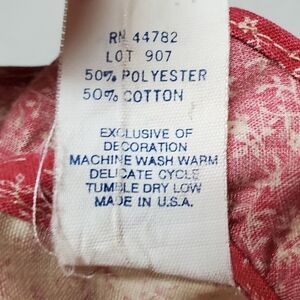 RN 44782
LOT 907
50% POLYESTER
50% COTTON
EXCLUSIVE OF
DECORATION
MACHINE WASH WARM
DELICATE CYCLE
TUMBLE DRY LOW
MADE IN U.S.A.